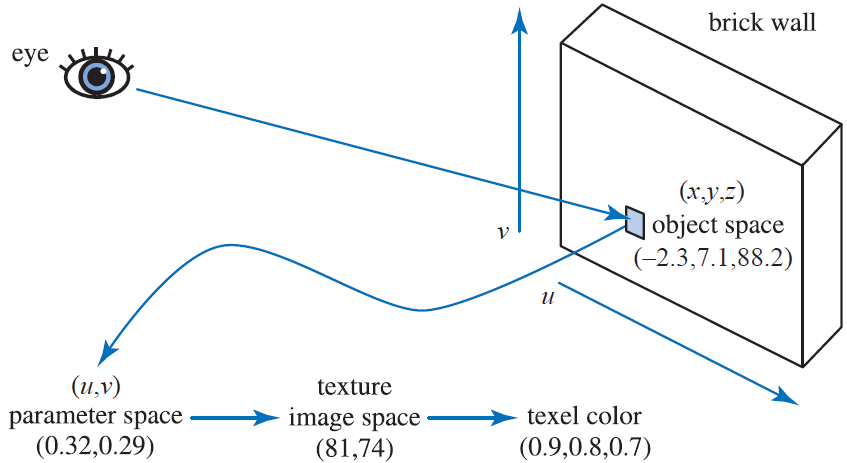 brick wall
eye
v
(x,y,z)
object space
(–2.3,7.1,88.2)
u
(u,v)
parameter space
(0.32,0.29)
texture
image space
(81,74)
texel color
(0.9,0.8,0.7)